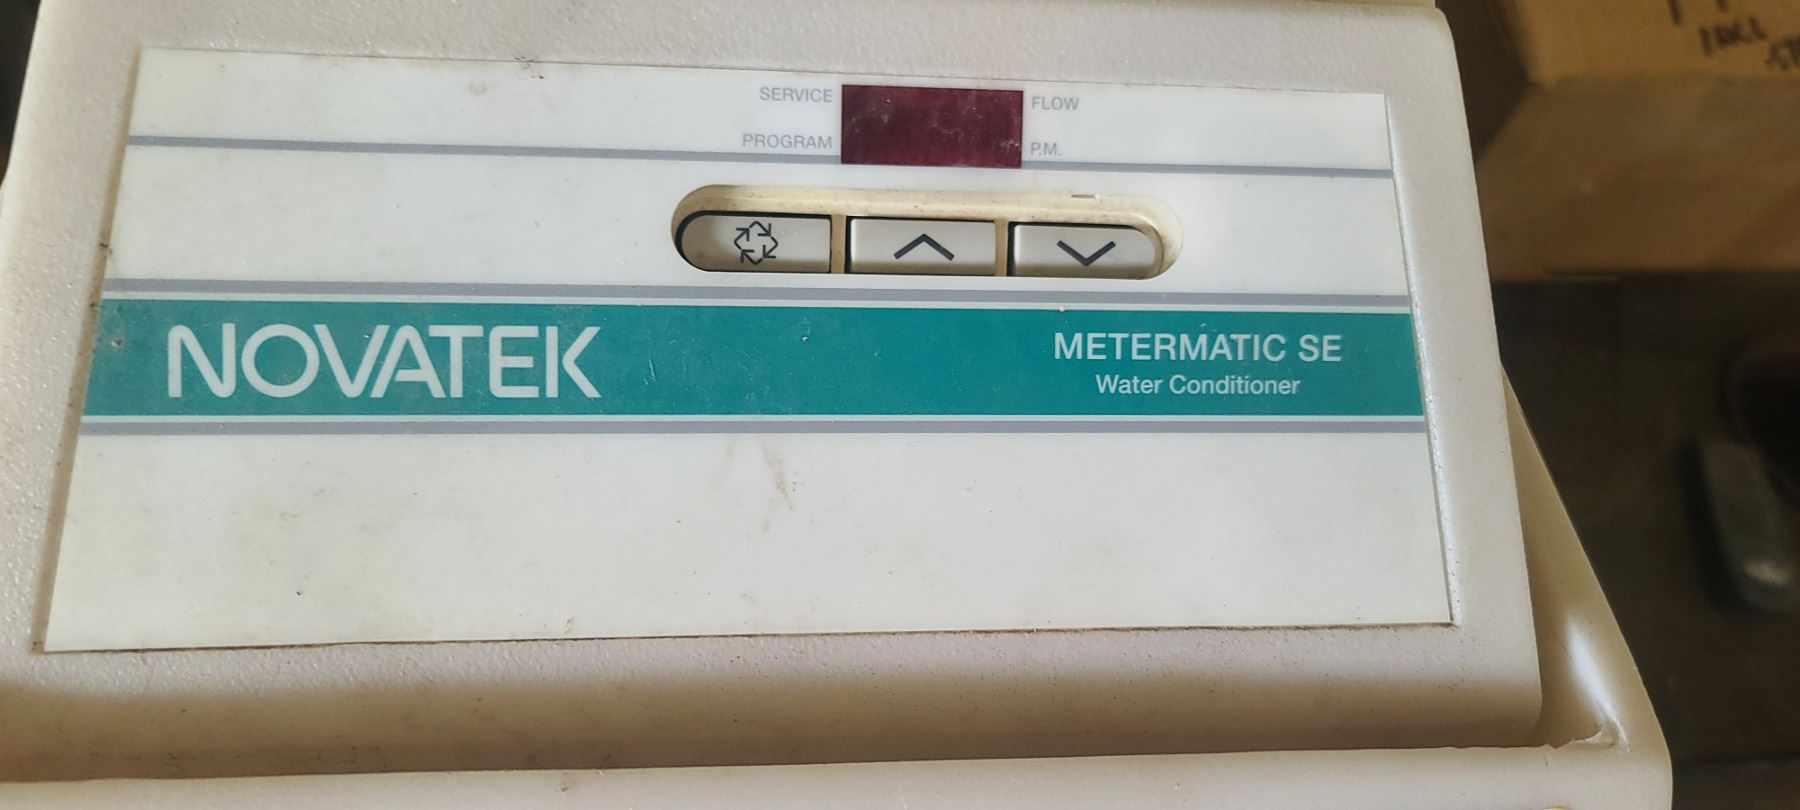 SERVICE
FLOW
PROGRAM
P.M.
NOVATEK
METERMATIC SE
Water Conditioner